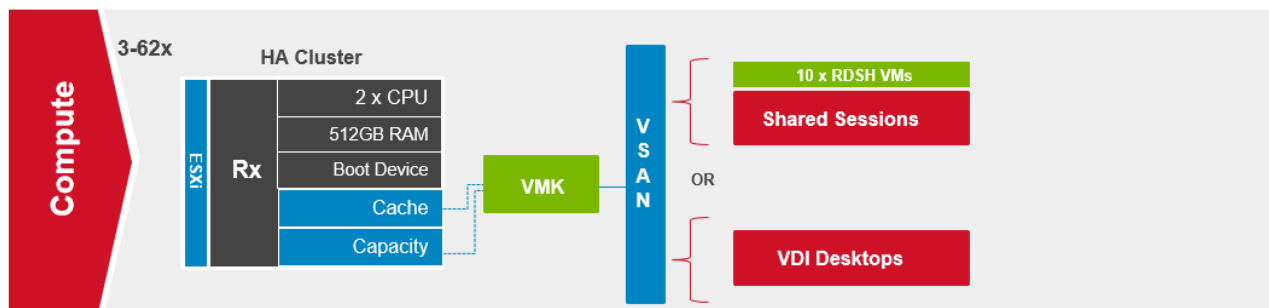 Compute
3-62x
HA Cluster
ESXi
Rx
2 x CPU
512GB RAM
Boot Device
Cache
Capacity
VMK
VSAN
10 x RDSH VMs
Shared Sessions
OR
VDI Desktops